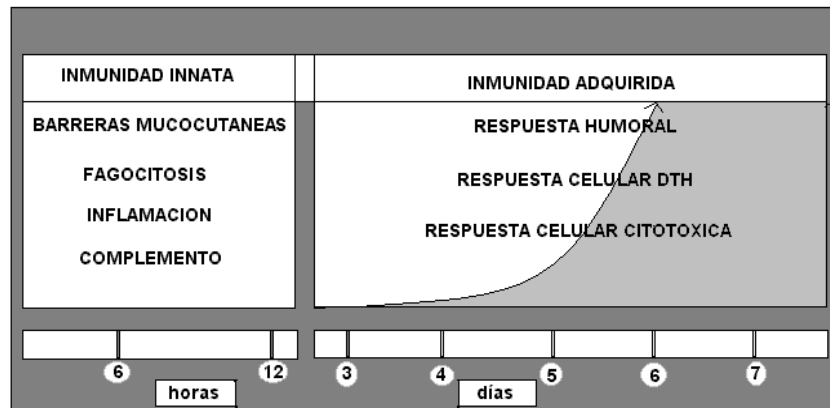 INMUNIDAD INNATA
BARRERAS MUCOCUTANEAS
FAGOCITOSIS
INFLAMACION
COMPLEMENTO
INMUNIDAD ADQUIRIDA
RESPUESTA HUMORAL
RESPUESTA CELULAR DTH
RESPUESTA CELULAR CITOTOXICA
6 12
horas
3 4 5 6 7
días